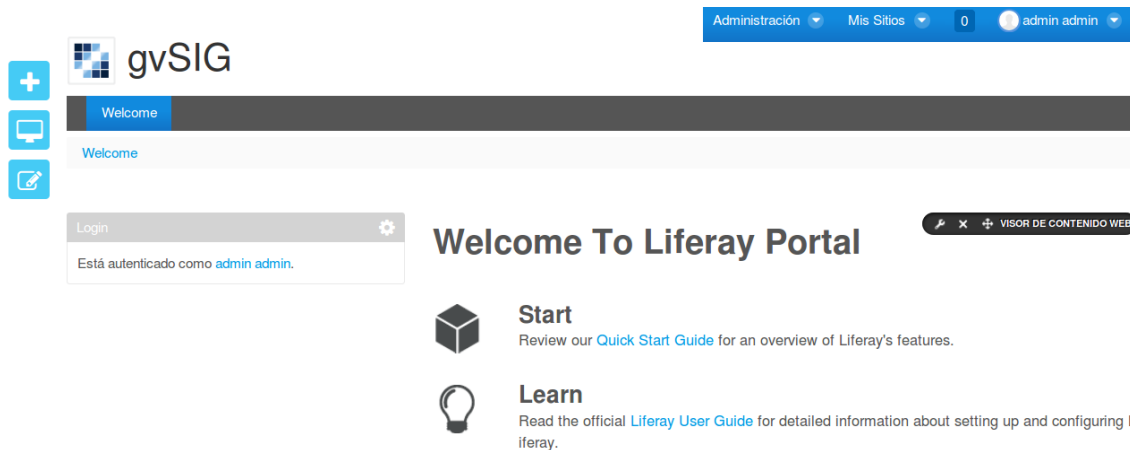 Administración Mis Sitios 0 admin admin
gvSIG
Welcome
Welcome
Login
VISOR DE CONTENIDO WEB
Welcome To Liferay Portal
Está autenticado como admin admin.
Start
Review our Quick Start Guide for an overview of Liferay's features.
Learn
Read the official Liferay User Guide for detailed information about setting up and configuring l
iferay.